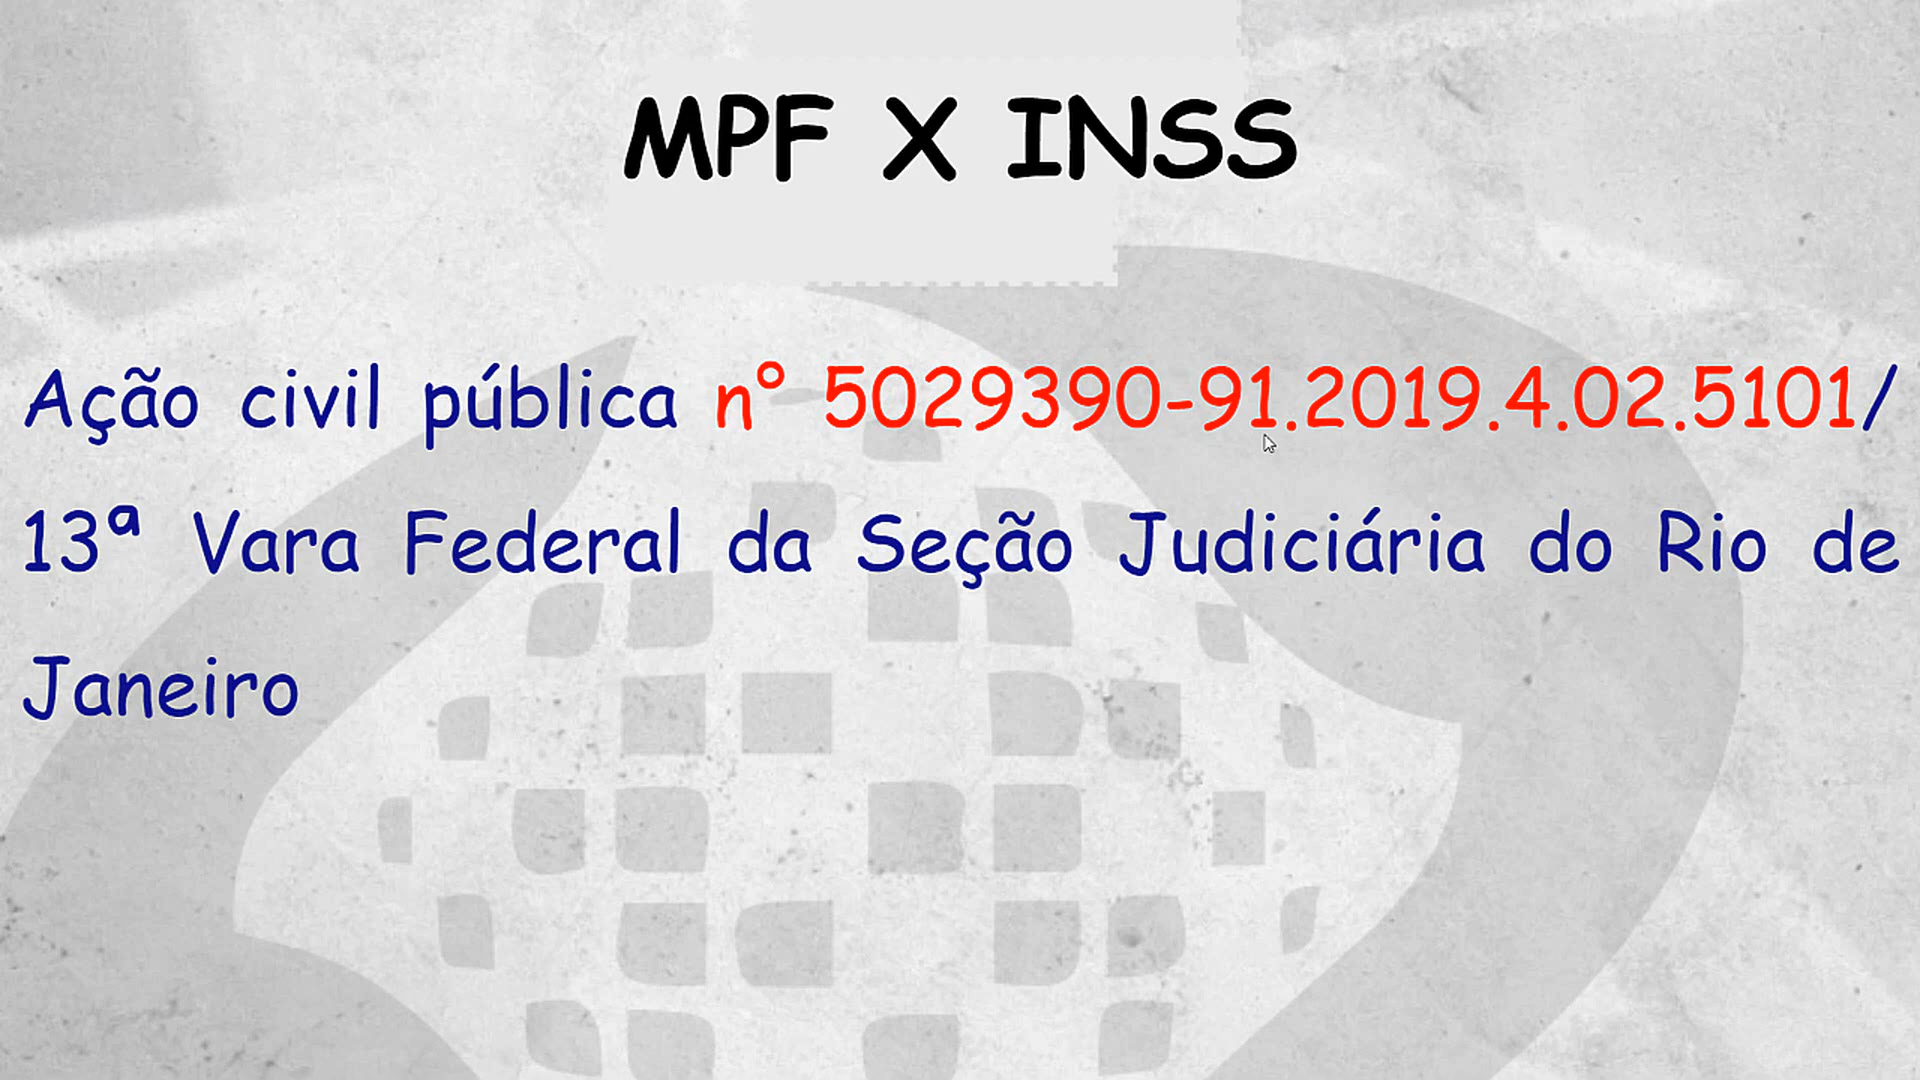 MPF X INSS
Ação civil pública nº 5029390-91.2019.4.02.5101/
13ª Vara Federal da Seção Judiciária do Rio de
Janeiro